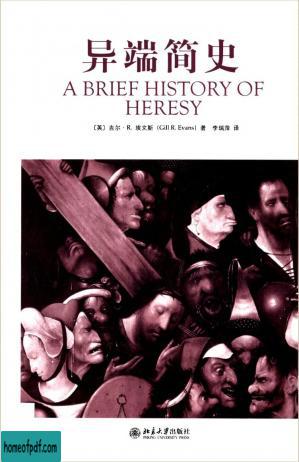 异端简史
A BRIEF HISTORY OF
HERESY
［英］吉尔·R. 埃文斯（Gill R. Evans）著 李瑞萍 译
北京大学出版社
PEKING UNIVERSITY PRESS
homeofpdf.com